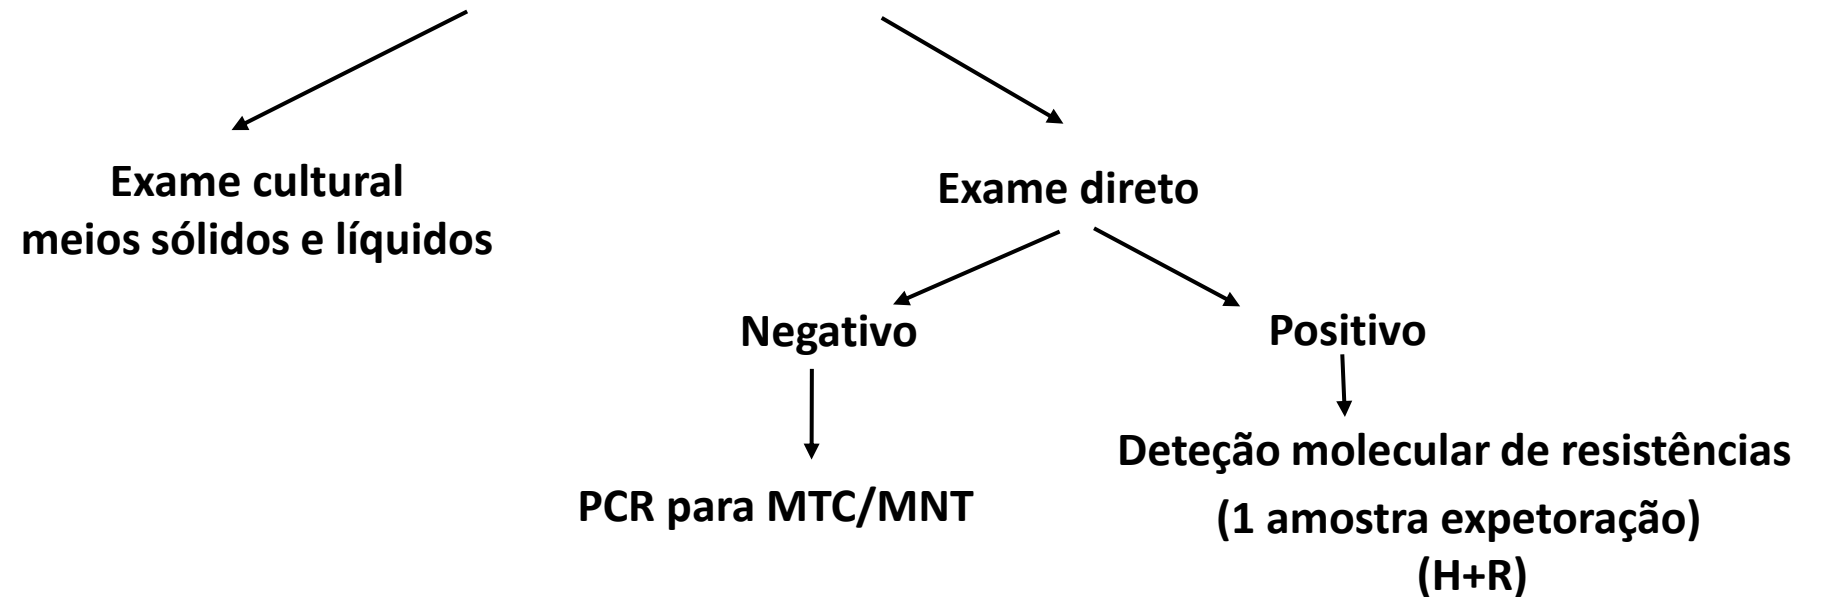 Exame cultural
meios sólidos e líquidos
Exame direto
Negativo
Positivo
PCR para MTC/MNT
Deteção molecular de resistências
(1 amostra expetoração)
(H+R)